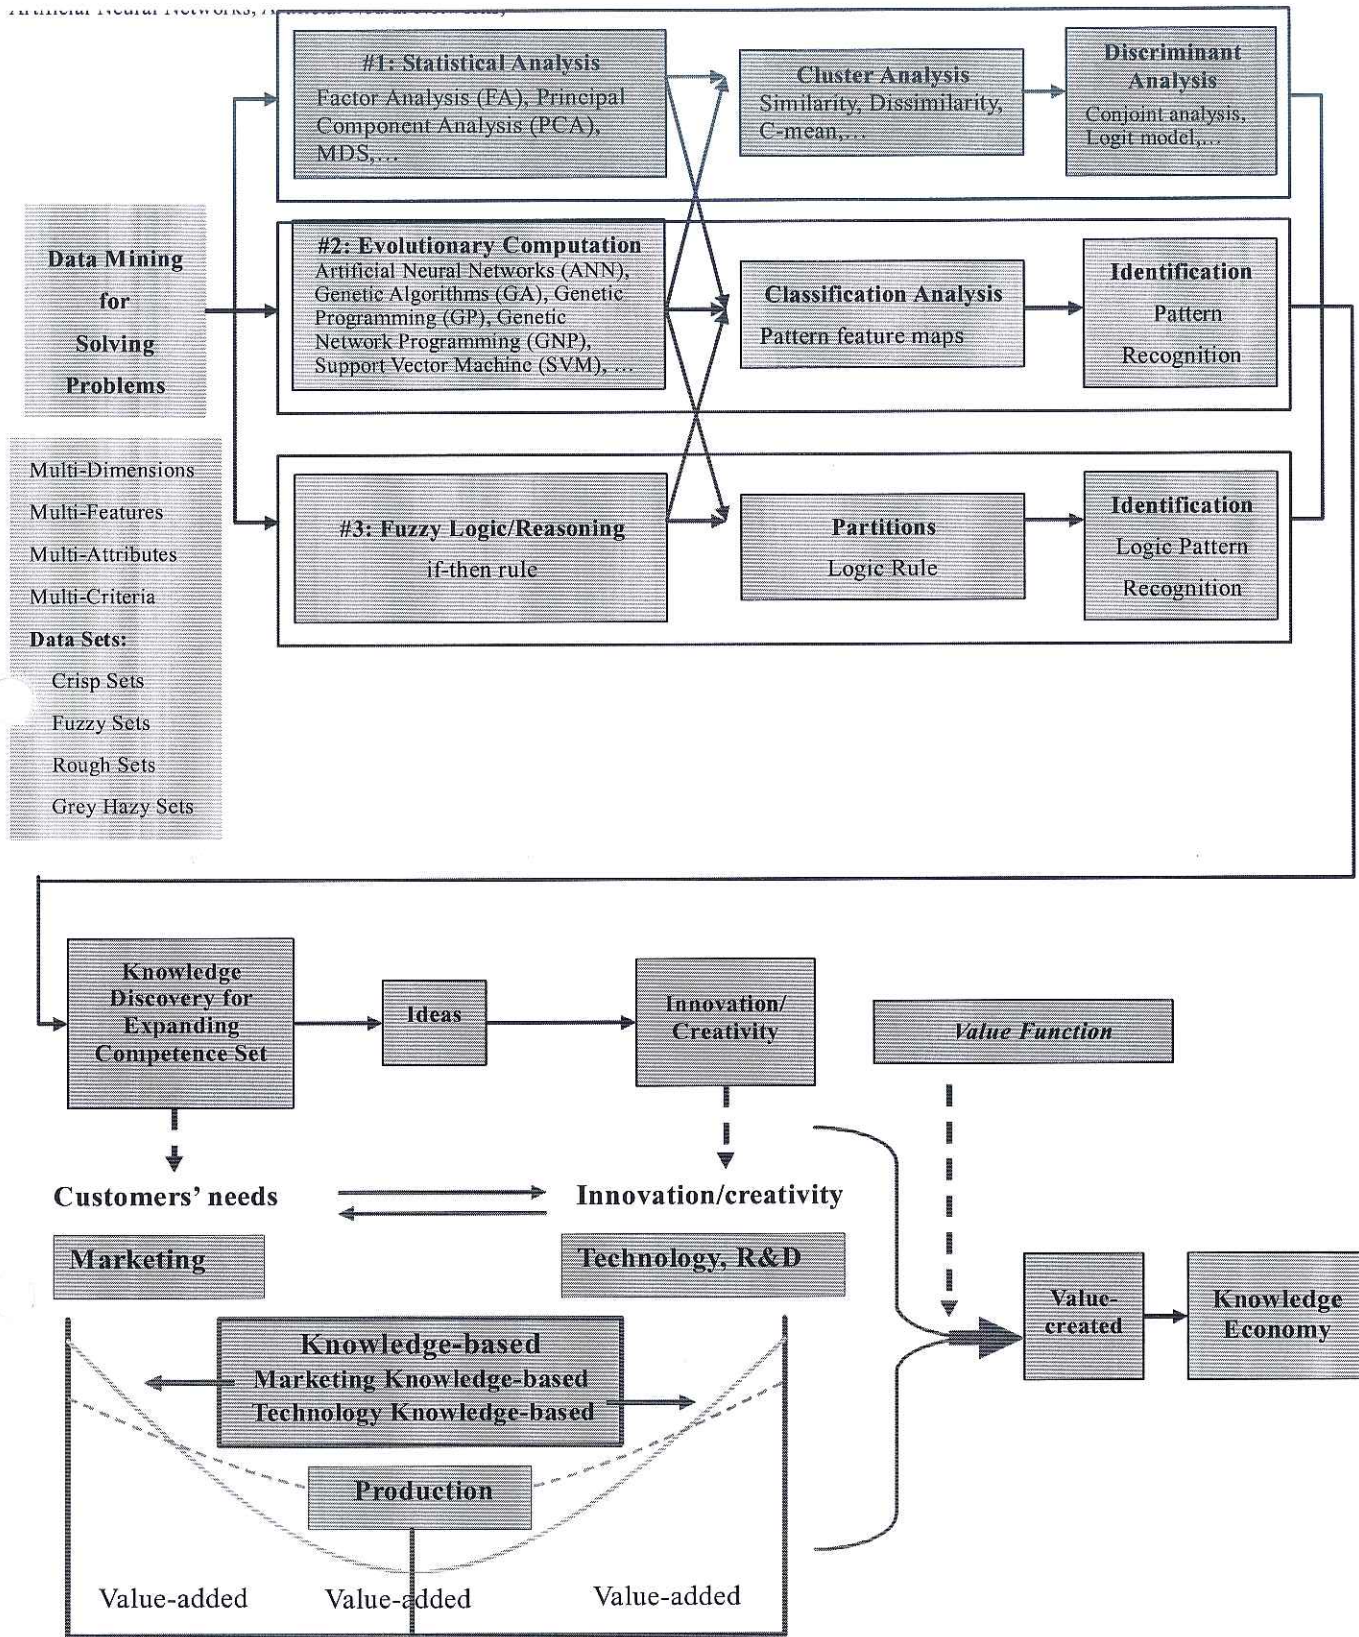 Artificial Neural Networks, Artificial Neural Networks,
#1: Statistical Analysis
Factor Analysis (FA), Principal
Component Analysis (PCA),
MDS,…
Cluster Analysis
Similarity, Dissimilarity,
C-mean,…
Discriminant
Analysis
Conjoint analysis,
Logit model,…
Data Mining
for
Solving
Problems
#2: Evolutionary Computation
Artificial Neural Networks (ANN),
Genetic Algorithms (GA), Genetic
Programming (GP), Genetic
Network Programming (GNP),
Support Vector Machine (SVM), …
Classification Analysis
Pattern feature maps
Identification
Pattern
Recognition
Multi-Dimensions
Multi-Features
Multi-Attributes
Multi-Criteria
Data Sets:
Crisp Sets
Fuzzy Sets
Rough Sets
Grey Hazy Sets
#3: Fuzzy Logic/Reasoning
if-then rule
Partitions
Logic Rule
Identification
Logic Pattern
Recognition
Knowledge
Discovery for
Expanding
Competence Set
Ideas
Innovation/
Creativity
Value Function
Customers’ needs
Innovation/creativity
Marketing
Technology, R&D
Knowledge-based
Marketing Knowledge-based
Technology Knowledge-based
Production
Value-
created
Knowledge
Economy
Value-added
Value-added
Value-added